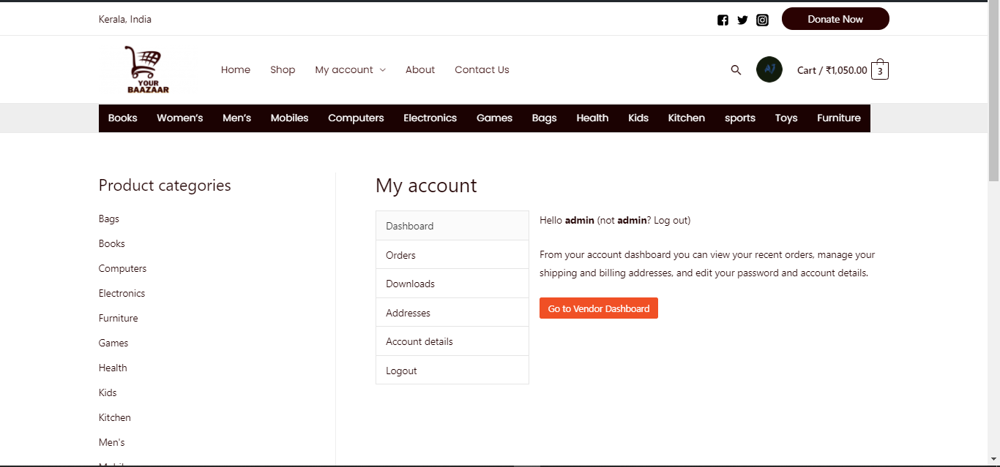 Kerala, India
Donate Now
YOUR
BAAZAAR
Home Shop My account About Contact Us
AJ
Cart / ₹1,050.00 3
Books Women's Men's Mobiles Computers Electronics Games Bags Health Kids Kitchen sports Toys Furniture
Product categories
Bags
Books
Computers
Electronics
Furniture
Games
Health
Kids
Kitchen
Men's
My account
Dashboard
Orders
Downloads
Addresses
Account details
Logout
Hello admin (not admin? Log out)
From your account dashboard you can view your recent orders, manage your
shipping and billing addresses, and edit your password and account details.
Go to Vendor Dashboard